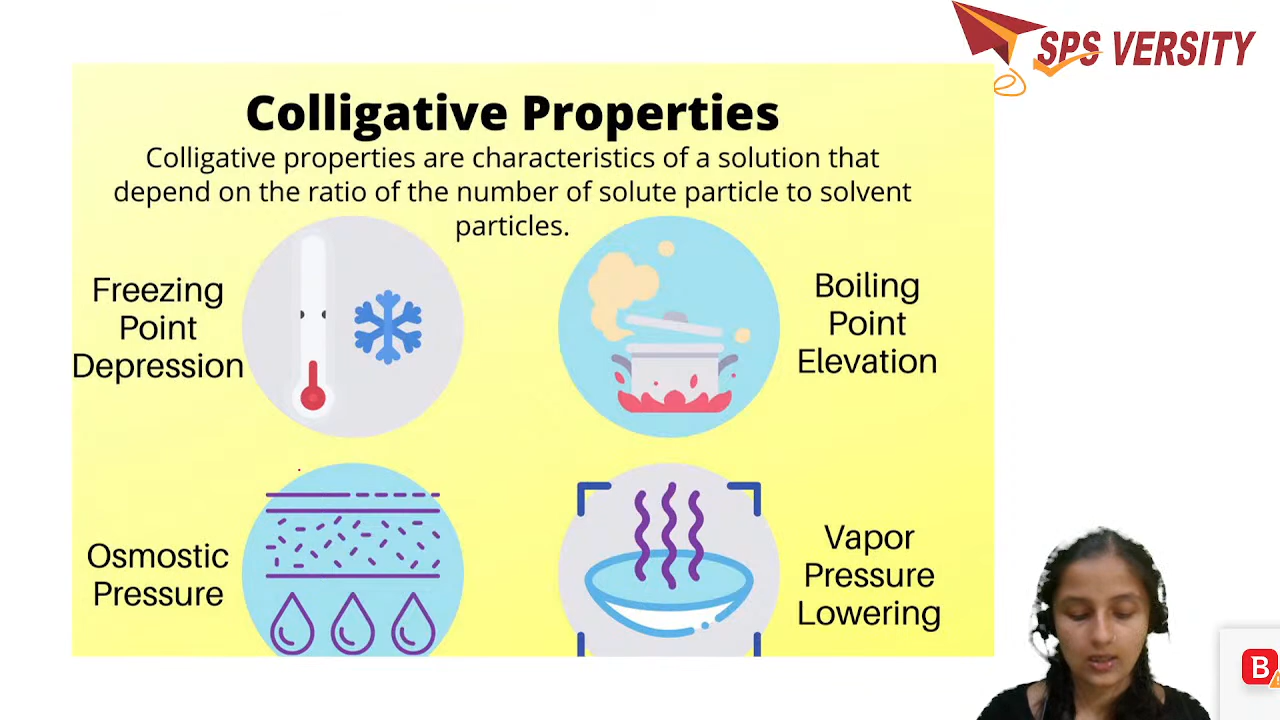 SPS VERSITY
Colligative Properties
Colligative properties are characteristics of a solution that
depend on the ratio of the number of solute particle to solvent
particles.
Freezing
Point
Depression
Boiling
Point
Elevation
Osmostic
Pressure
Vapor
Pressure
Lowering
B